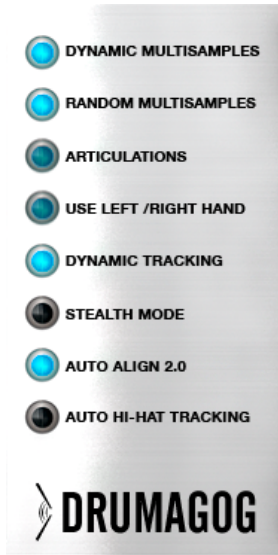 DYNAMIC MULTISAMPLES
RANDOM MULTISAMPLES
ARTICULATIONS
USE LEFT /RIGHT HAND
DYNAMIC TRACKING
STEALTH MODE
AUTO ALIGN 2.0
AUTO HI-HAT TRACKING
DRUMAGOG